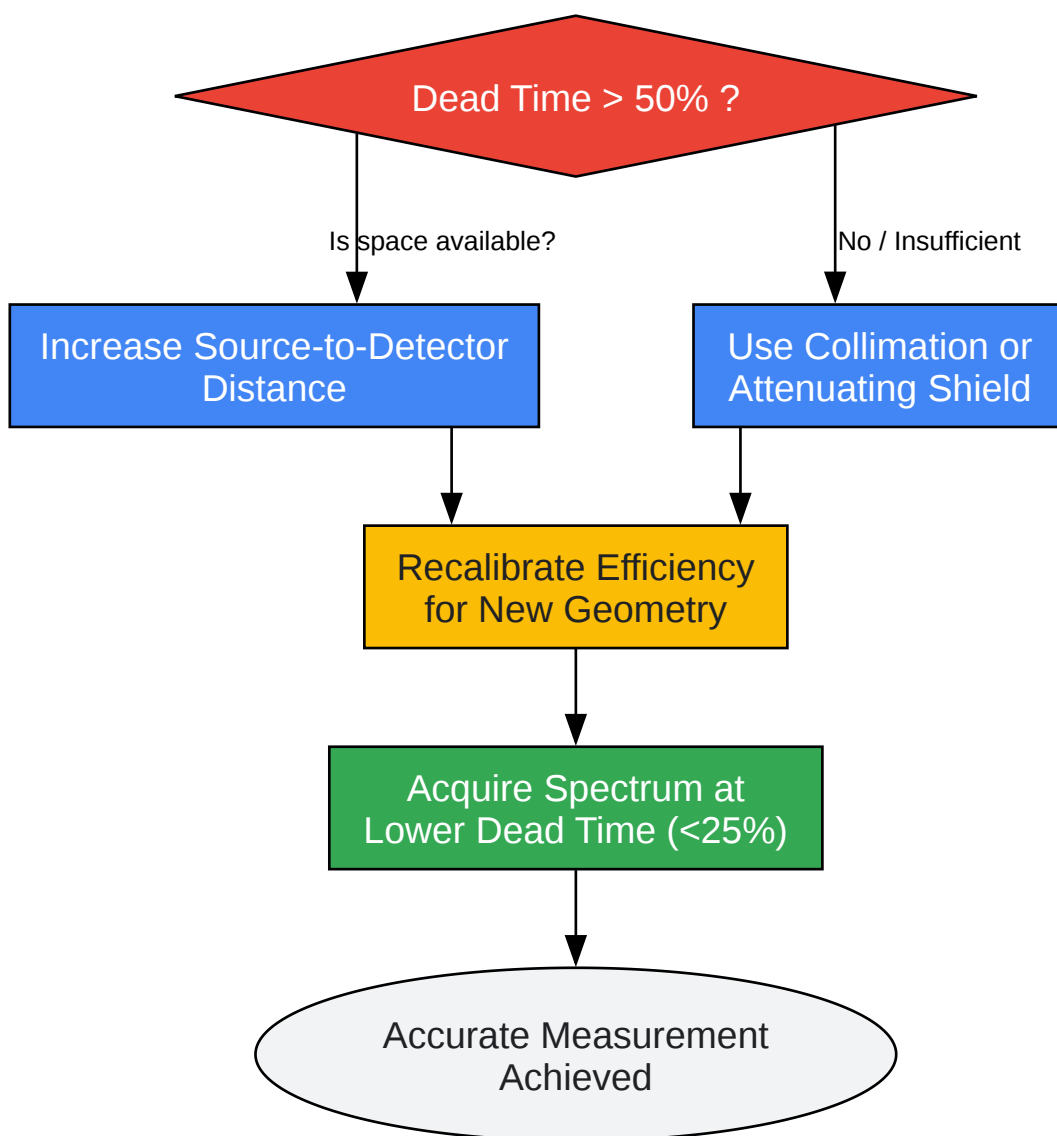 Dead Time > 50% ?
Is space available?
No / Insufficient
Increase Source-to-Detector
Distance
Use Collimation or
Attenuating Shield
Recalibrate Efficiency
for New Geometry
Acquire Spectrum at
Lower Dead Time (<25%)
Accurate Measurement
Achieved